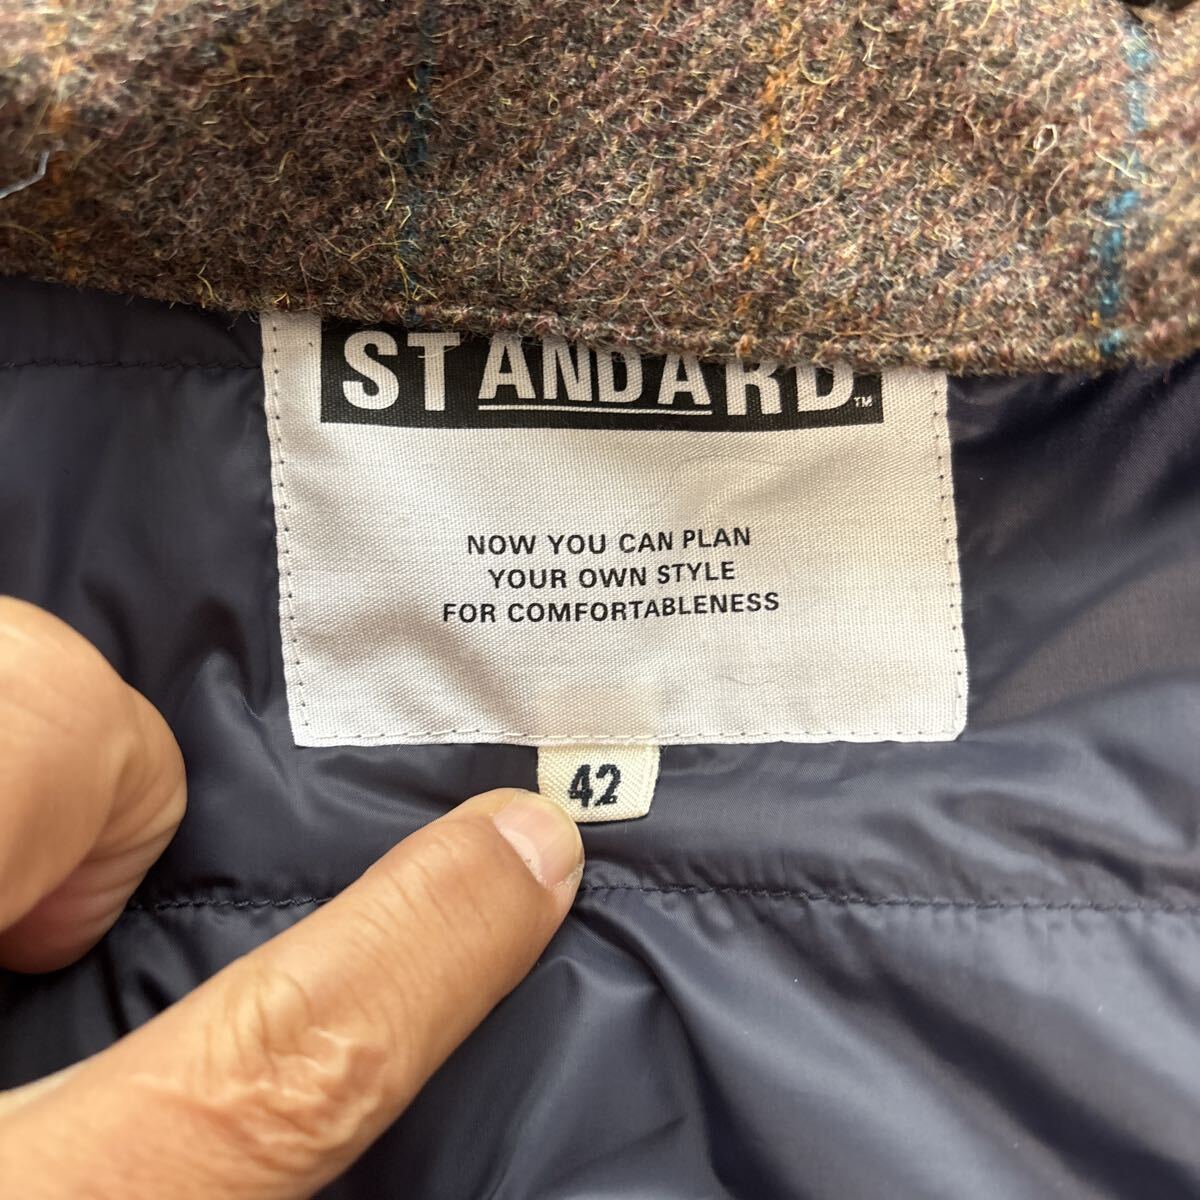 STANDARD™
NOW YOU CAN PLAN
YOUR OWN STYLE
FOR COMFORTABLENESS
42